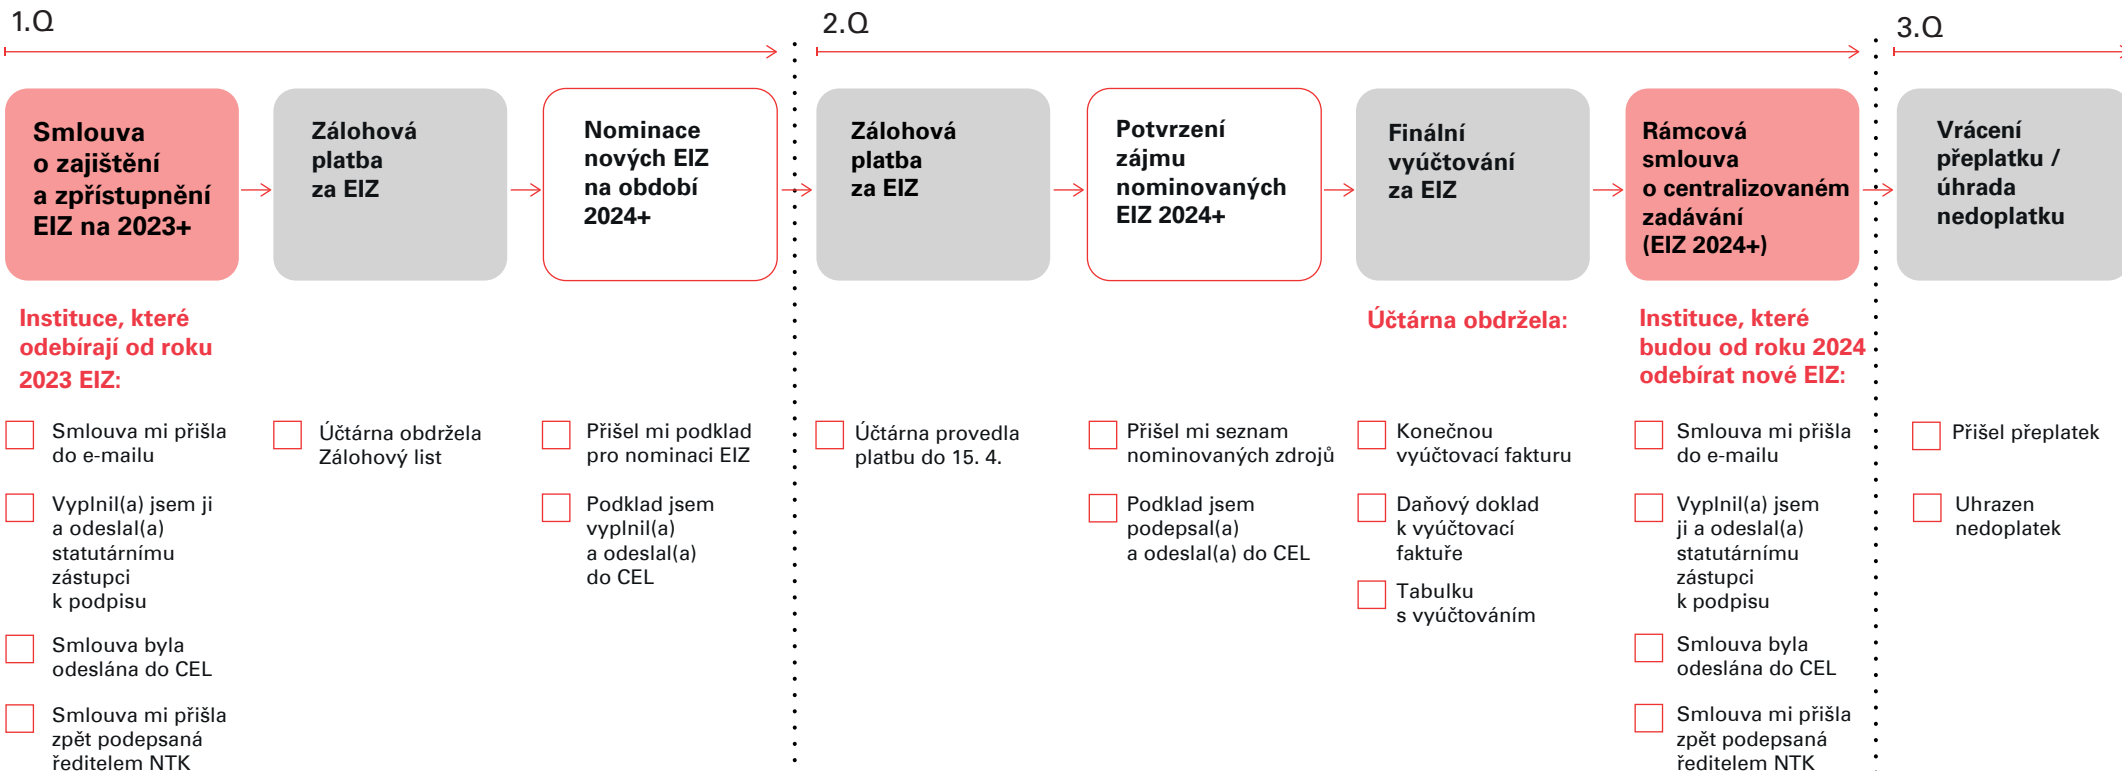 1.Q
2.Q
3.Q
Smlouva
o zajištění
a zpřístupnění
EIZ na 2023+
Zálohová
platba
za EIZ
Nominace
nových EIZ
na období
2024+
Zálohová
platba
za EIZ
Potvrzení
zájmu
nominovaných
EIZ 2024+
Finální
vyúčtování
za EIZ
Rámcová
smlouva
o centralizovaném
zadávání
(EIZ 2024+)
Vrácení
přeplatku /
úhrada
nedoplatku
Instituce, které
odebírají od roku
2023 EIZ:
Smlouva mi přišla
do e-mailu
Vyplnil(a) jsem ji
a odeslal(a)
statutárnímu
zástupci
k podpisu
Smlouva byla
odeslána do CEL
Smlouva mi přišla
zpět podepsaná
ředitelem NTK
Účtárna obdržela
Zálohový list
Přišel mi podklad
pro nominaci EIZ
Podklad jsem
vyplnil(a)
a odeslal(a)
do CEL
Účtárna provedla
platbu do 15. 4.
Přišel mi seznam
nominovaných zdrojů
Podklad jsem
podepsal(a)
a odeslal(a) do CEL
Účtárna obdržela:
Konečnou
vyúčtovací fakturu
Daňový doklad
k vyúčtovací
faktuře
Tabulku
s vyúčtováním
Instituce, které
budou od roku 2024
odebírat nové EIZ:
Smlouva mi přišla
do e-mailu
Vyplnil(a) jsem
ji a odeslal(a)
statutárnímu
zástupci
k podpisu
Smlouva byla
odeslána do CEL
Smlouva mi přišla
zpět podepsaná
ředitelem NTK
Přišel přeplatek
Uhrazen
nedoplatek